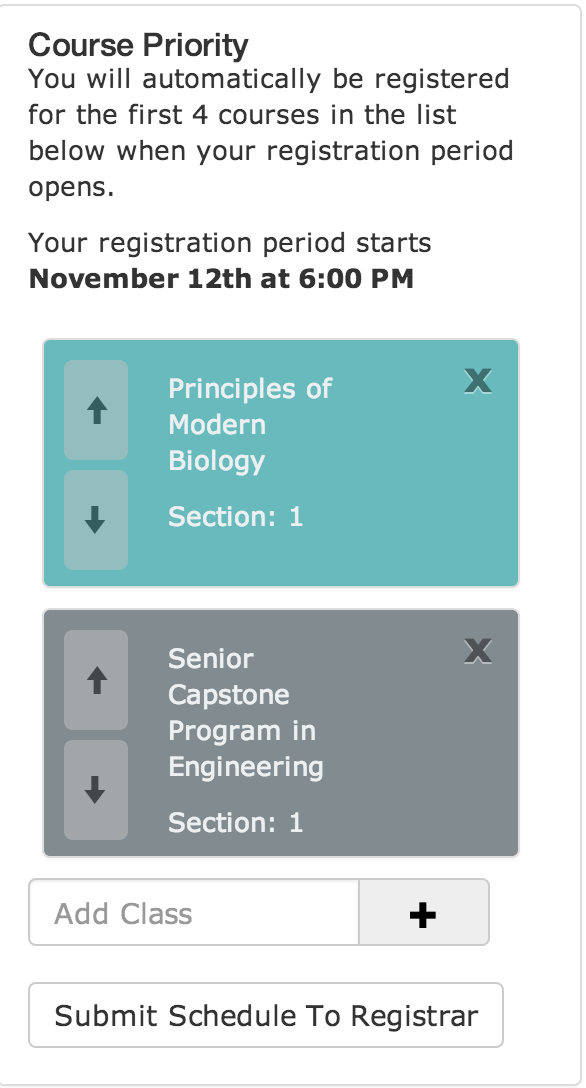 Course Priority
You will automatically be registered
for the first 4 courses in the list
below when your registration period
opens.
Your registration period starts
November 12th at 6:00 PM
Principles of
Modern
Biology
Section: 1
X
Senior
Capstone
Program in
Engineering
Section: 1
X
Add Class
Submit Schedule To Registrar